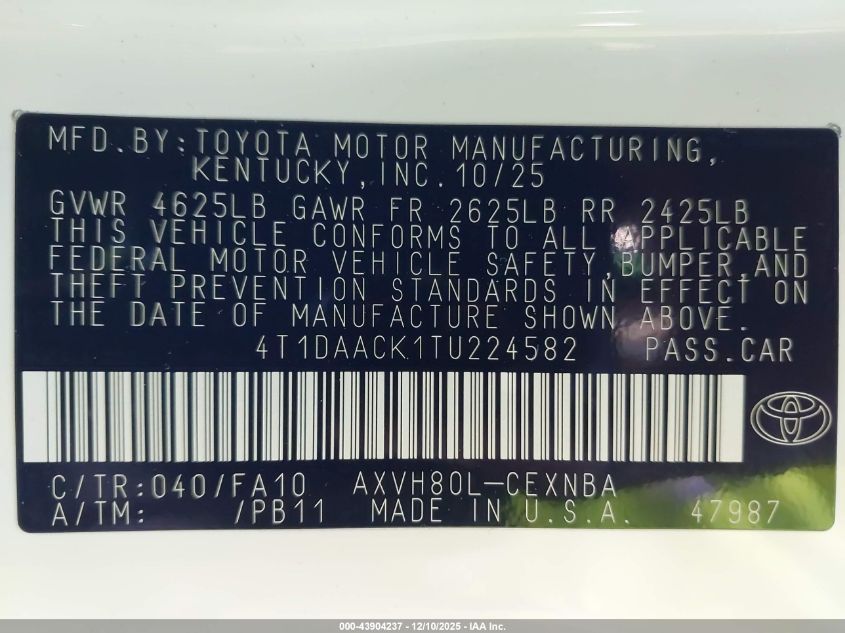 MFD.BY:TOYOTA MOTOR MANUFACTURING,
KENTUCKY,INC.10/25
GVWR 4625LB GAWR FR 2625LB RR 2425LB
THIS VEHICLE CONFORMS TO ALL APPLICABLE
FEDERAL MOTOR VEHICLE SAFETY,BUMPER,AND
THEFT PREVENTION STANDARDS IN EFFECT ON
THE DATE OF MANUFACTURE SHOWN ABOVE.
4T1DAACK1TU224582 PASS.CAR
C/TR:040/FA10 AXVH80L-CEXNBA
A/TM: /PB11 MADE IN U.S.A. 47987
000-43904237 - 12/10/2025 - IAA Inc.